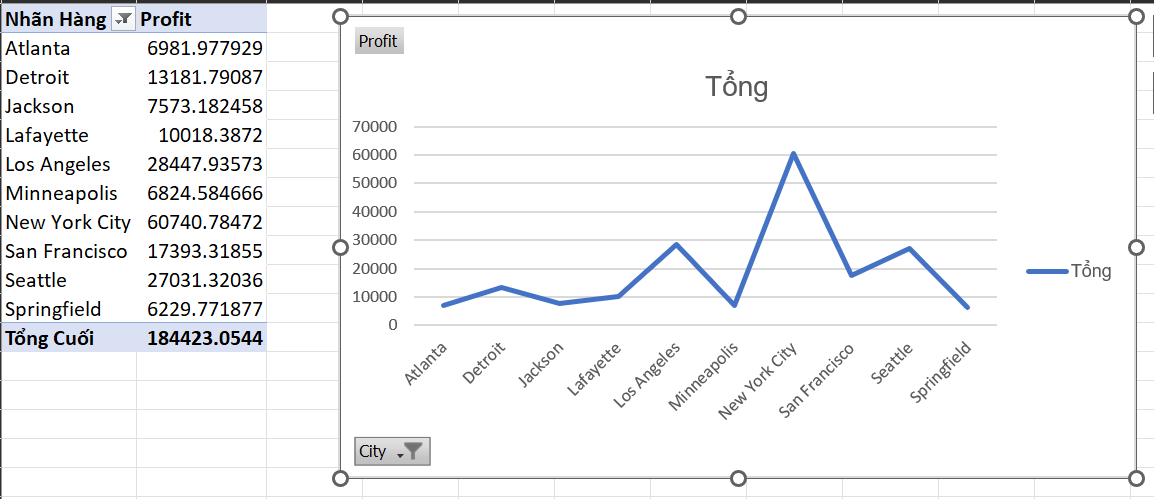 Nhãn Hàng Profit
Atlanta 6981.977929
Detroit 13181.79087
Jackson 7573.182458
Lafayette 10018.3872
Los Angeles 28447.93573
Minneapolis 6824.584666
New York City 60740.78472
San Francisco 17393.31855
Seattle 27031.32036
Springfield 6229.771877
Tổng Cuối 184423.0544
Profit
Tổng
70000
60000
50000
40000
30000
20000
10000
0
Atlanta
Detroit
Jackson
Lafayette
Los Angeles
Minneapolis
New York City
San Francisco
Seattle
Springfield
Tổng
City